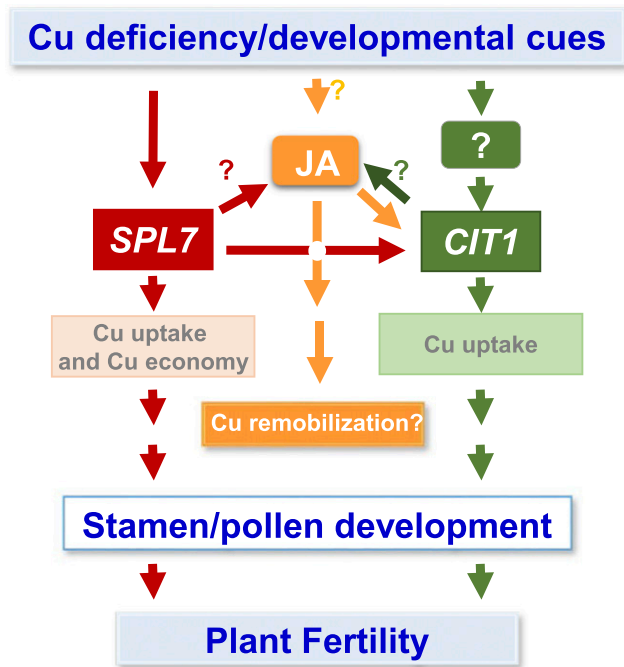 Cu deficiency/developmental cues
?
?
JA
?
?
SPL7
CIT1
Cu uptake
and Cu economy
Cu uptake
Cu remobilization?
Stamen/pollen development
Plant Fertility